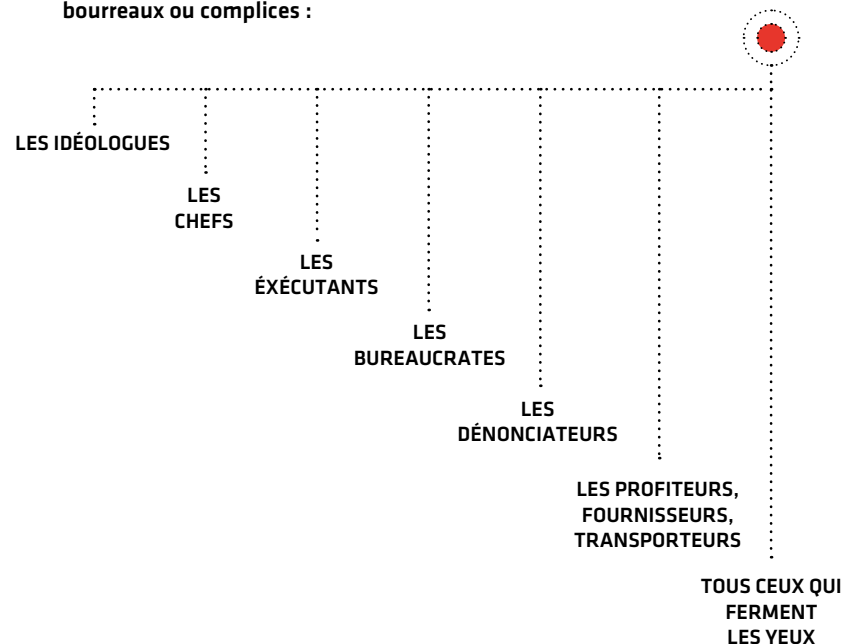 bourreaux ou complices :
LES IDÉOLOGUES
LES
CHEFS
LES
ÉXÉCUTANTS
LES
BUREAUCRATES
LES
DÉNONCIATEURS
LES PROFITEURS,
FOURNISSEURS,
TRANSPORTEURS
TOUS CEUX QUI
FERMENT
LES YEUX